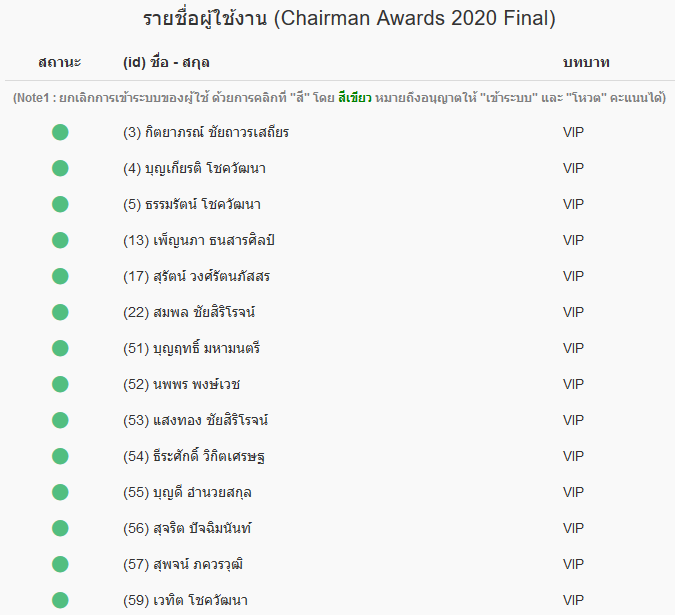 รายชื่อผู้ใช้งาน (Chairman Awards 2020 Final)
สถานะ (id) ชื่อ - สกุล บทบาท
(Note1 : ยกเลิกการเข้าระบบของผู้ใช้ ด้วยการคลิกที่ "สี" โดย สีเขียว หมายถึงอนุญาตให้ "เข้าระบบ" และ "โหวด" คะแนนได้)
(3) กิตยาภรณ์ ชัยถาวรเสถียร VIP
(4) บุญเกียรติ โชควัฒนา VIP
(5) ธรรมรัตน์ โชควัฒนา VIP
(13) เพ็ญนภา ธนสารศิลป์ VIP
(17) สุรัตน์ วงศ์รัตนภัสสร VIP
(22) สมพล ชัยสิริโรจน์ VIP
(51) บุญฤทธิ์ มหามนตรี VIP
(52) นพพร พงษ์เวช VIP
(53) แสงทอง ชัยสิริโรจน์ VIP
(54) ธีระศักดิ์ วิกิตเศรษฐ VIP
(55) บุญดี อำนวยสกุล VIP
(56) สุจริต ปัจฉิมนันท์ VIP
(57) สุพจน์ ภควรวุฒิ VIP
(59) เวทิต โชควัฒนา VIP